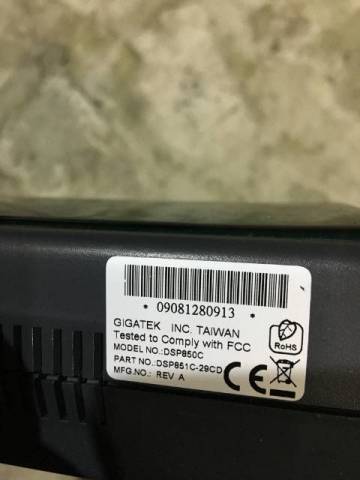 * 09081280913 *
GIGATEK INC. TAIWAN
Tested to Comply with FCC
MODEL NO.:DSP850C
PART NO.:DSP851C-29CD
MFG.NO.: REV A
RoHS
CE